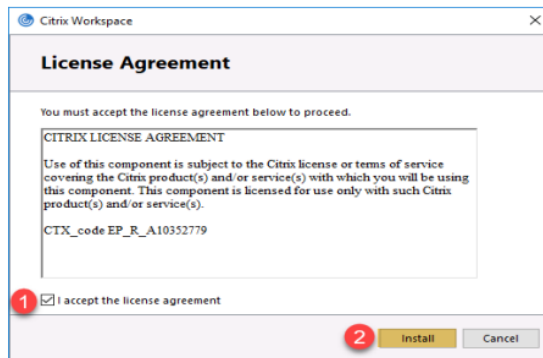 Citrix Workspace
License Agreement
You must accept the license agreement below to proceed.
CITRIX LICENSE AGREEMENT
Use of this component is subject to the Citrix license or terms of service
covering the Citrix product(s) and/or service(s) with which you will be using
this component. This component is licensed for use only with such Citrix
product(s) and/or service(s).
CTX_code EP_R_A10352779
1 I accept the license agreement
2 Install Cancel